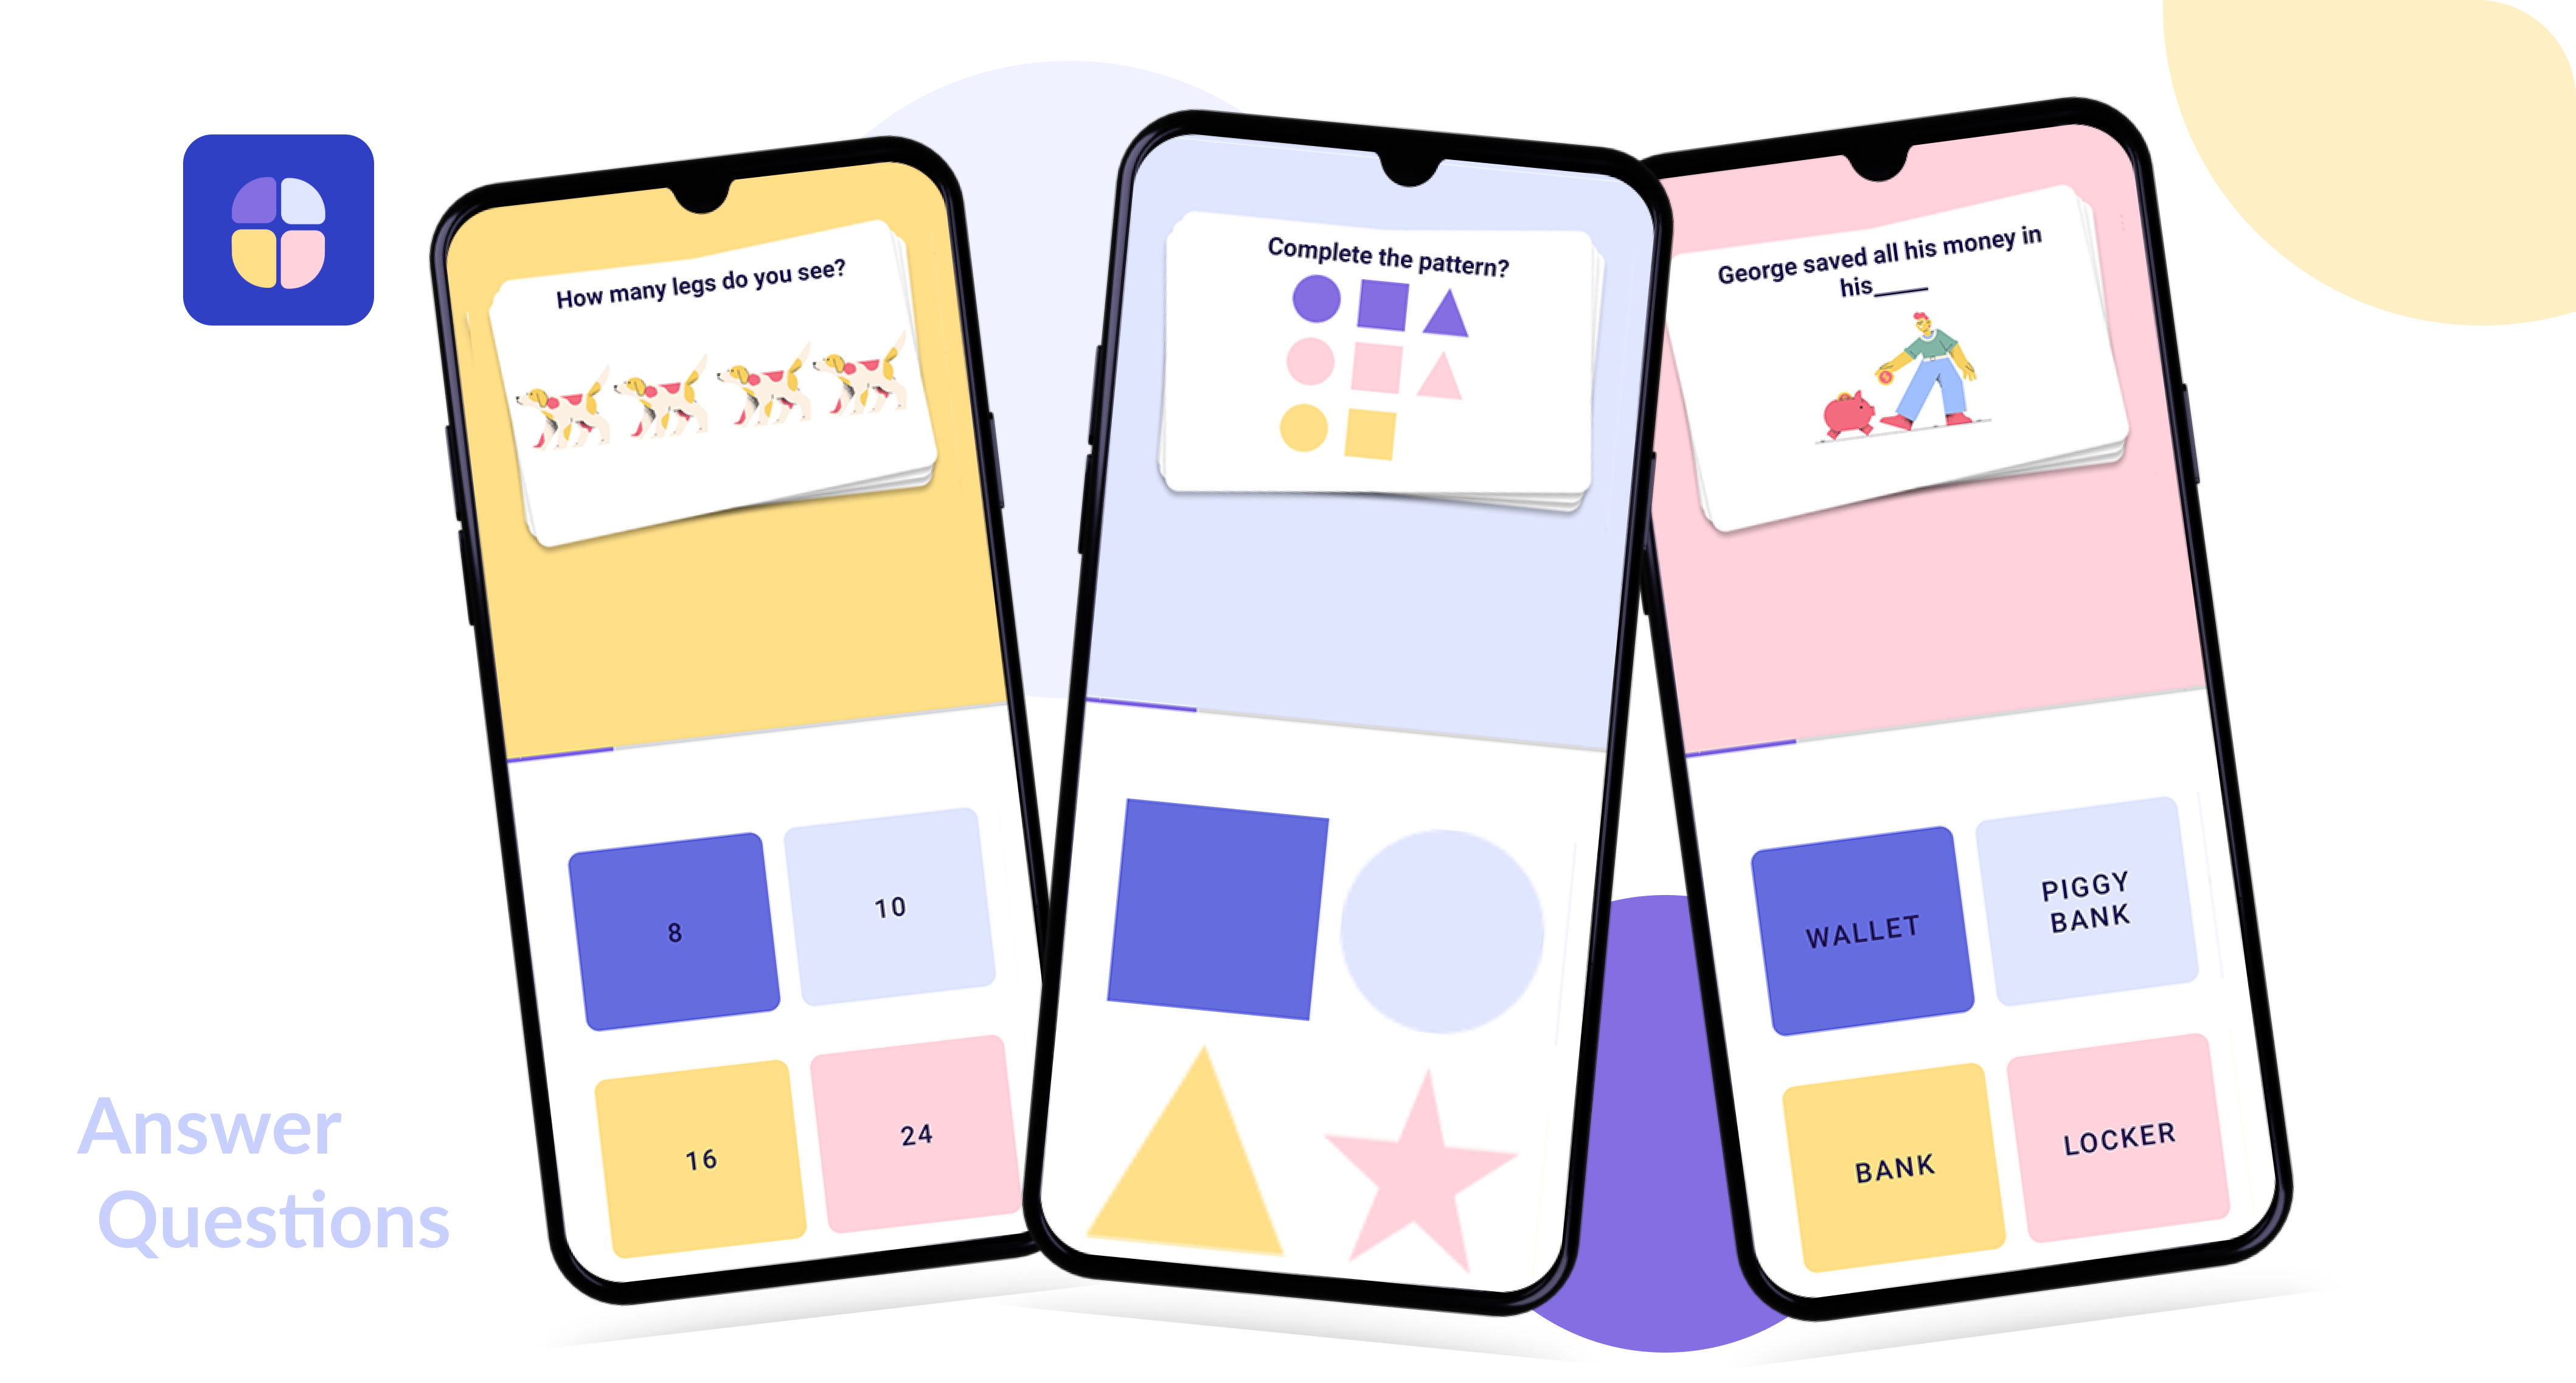 How many legs do you see?
8
10
16
24
Complete the pattern?
George saved all his money in
his____
WALLET
PIGGY
BANK
BANK
LOCKER
Answer
Questions